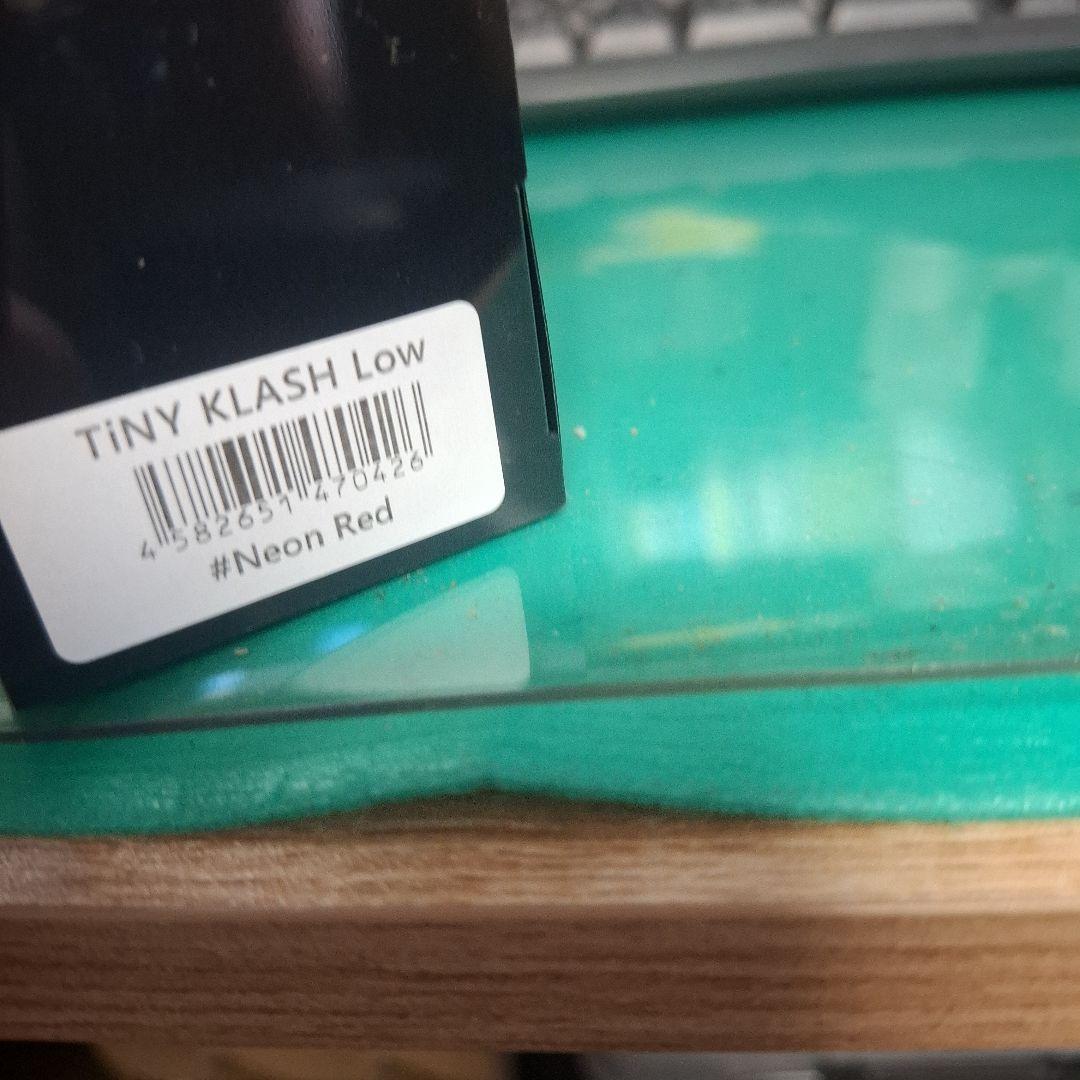 TiNY KLASH Low
4 582651 470426
#Neon Red